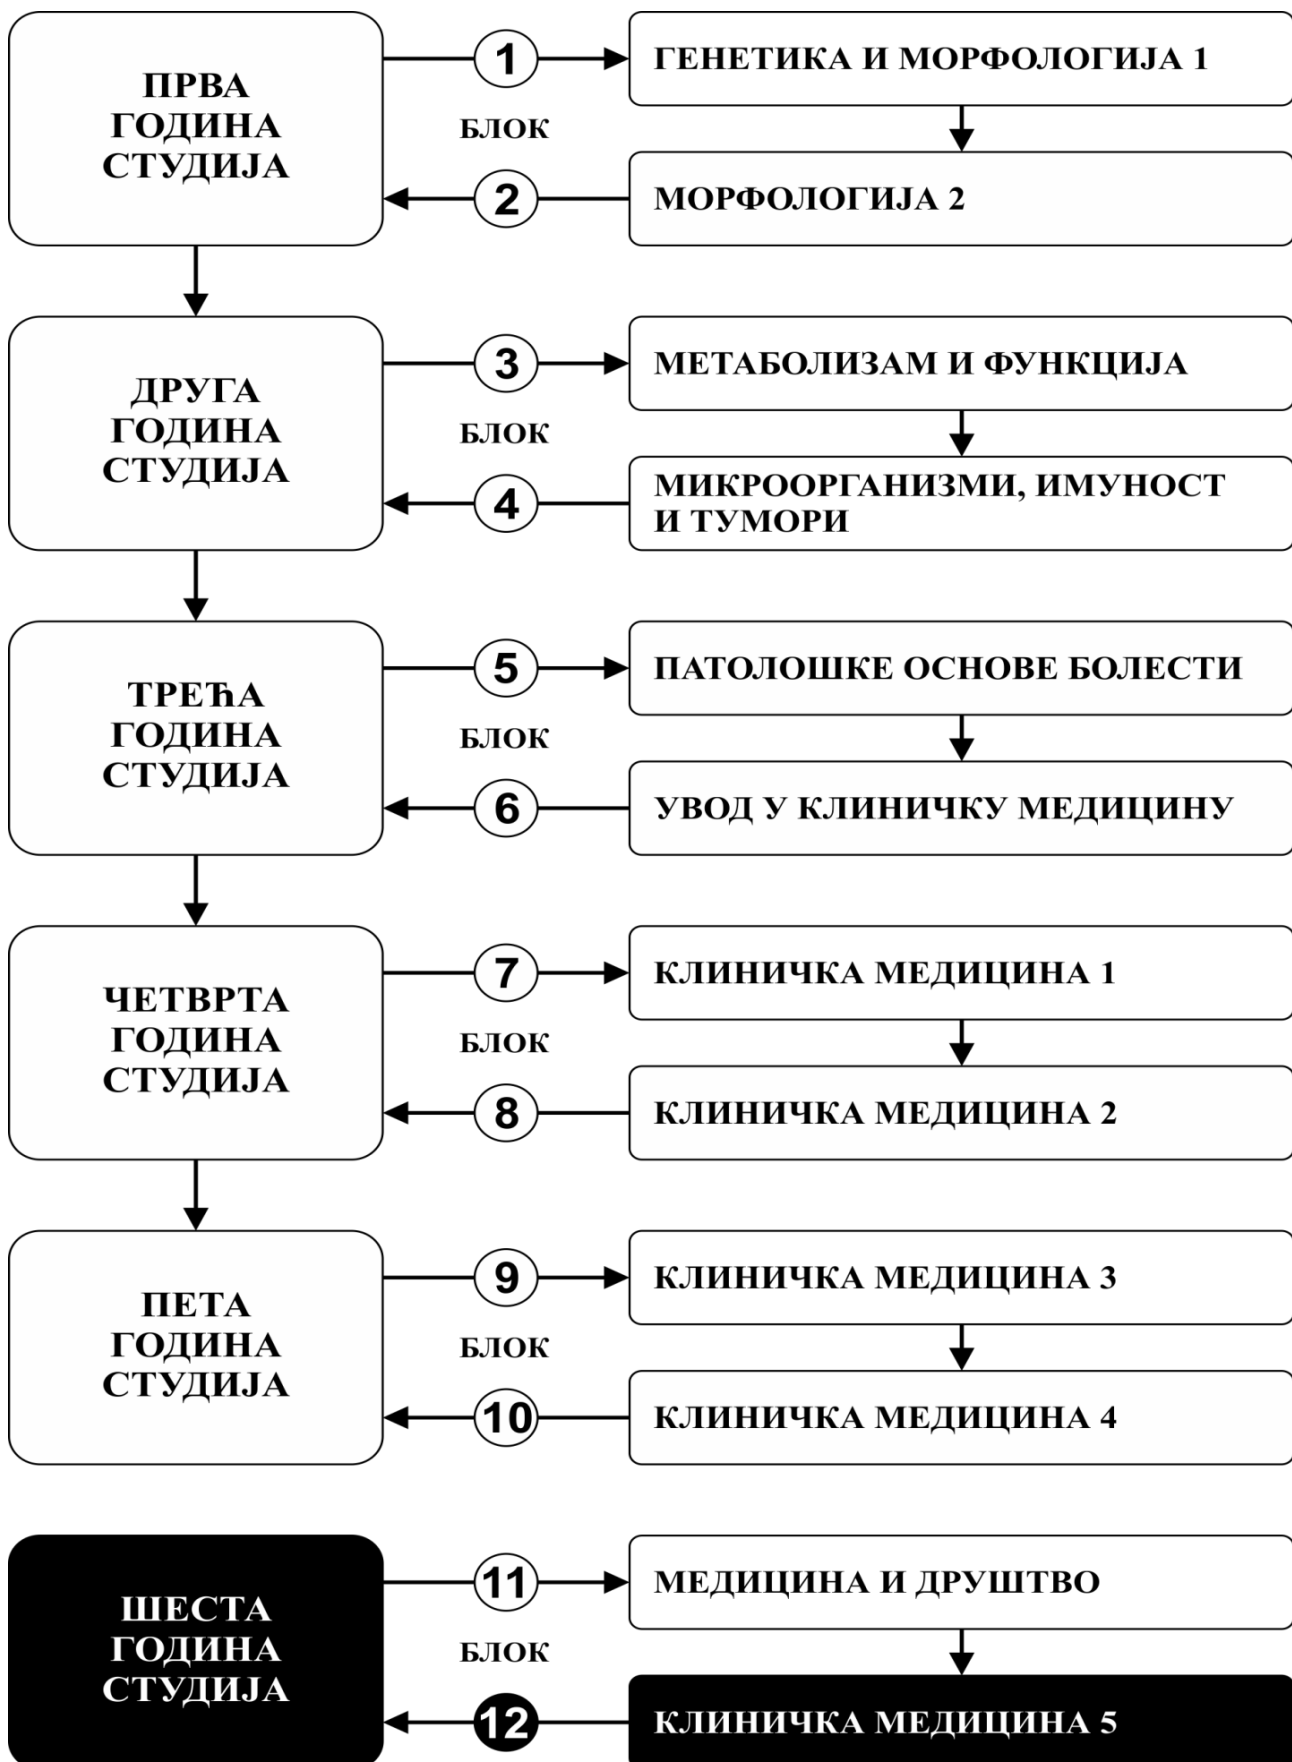 ПРВА
ГОДИНА
СТУДИЈА
1
БЛОК
2
ГЕНЕТИКА И МОРФОЛОГИЈА 1
МОРФОЛОГИЈА 2
ДРУГА
ГОДИНА
СТУДИЈА
3
БЛОК
4
МЕТАБОЛИЗАМ И ФУНКЦИЈА
МИКРООРГАНИЗМИ, ИМУНОСТ
И ТУМОРИ
ТРЕЋА
ГОДИНА
СТУДИЈА
5
БЛОК
6
ПАТОЛОШКЕ ОСНОВЕ БОЛЕСТИ
УВОД У КЛИНИЧКУ МЕДИЦИНУ
ЧЕТВРТА
ГОДИНА
СТУДИЈА
7
БЛОК
8
КЛИНИЧКА МЕДИЦИНА 1
КЛИНИЧКА МЕДИЦИНА 2
ПЕТА
ГОДИНА
СТУДИЈА
9
БЛОК
10
КЛИНИЧКА МЕДИЦИНА 3
КЛИНИЧКА МЕДИЦИНА 4
ШЕСТА
ГОДИНА
СТУДИЈА
11
БЛОК
12
МЕДИЦИНА И ДРУШТВО
КЛИНИЧКА МЕДИЦИНА 5